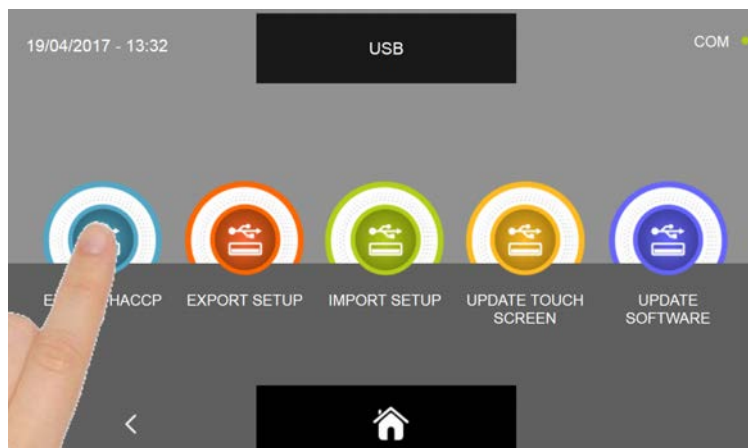 19/04/2017 - 13:32
USB
COM
HACCP
EXPORT SETUP
IMPORT SETUP
UPDATE TOUCH
SCREEN
UPDATE
SOFTWARE